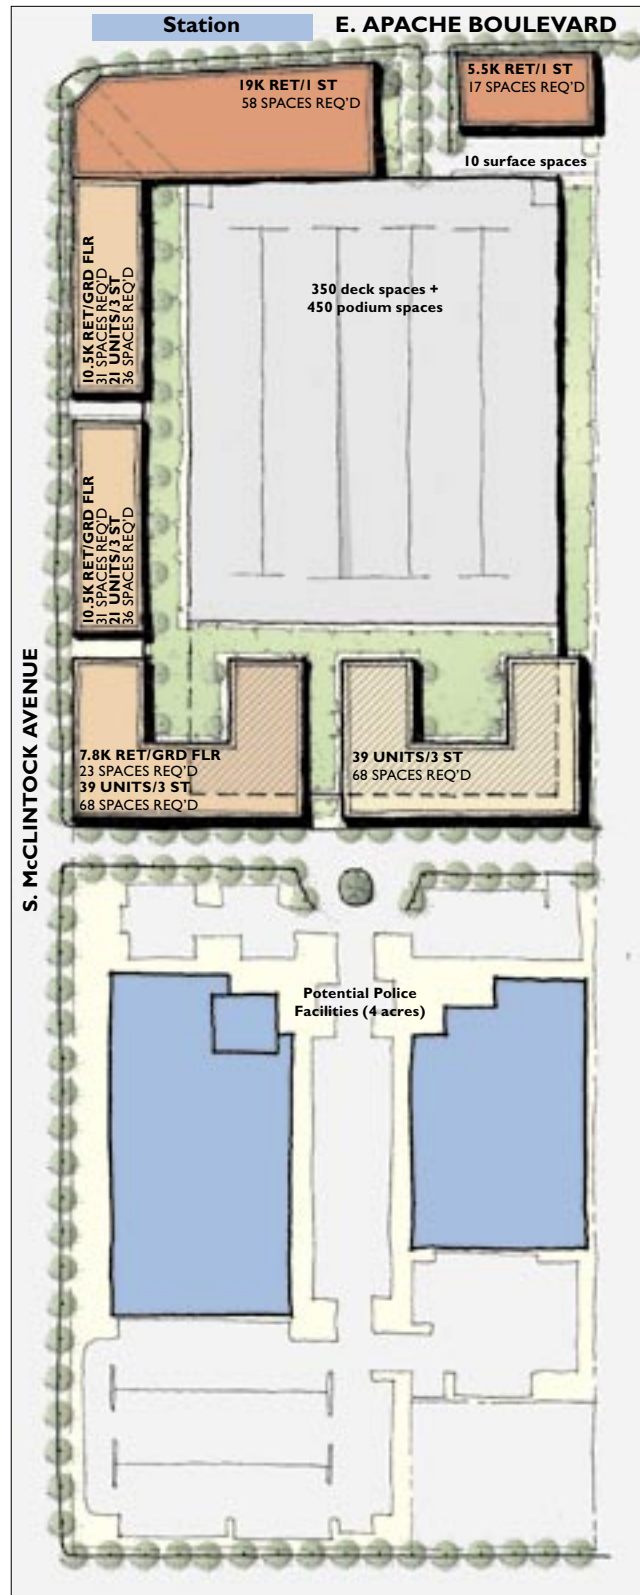 Station
E. APACHE BOULEVARD
19K RET/1 ST
58 SPACES REQ'D
5.5K RET/1 ST
17 SPACES REQ'D
10 surface spaces
350 deck spaces +
450 podium spaces
10.5K RET/GRD FLR
31 SPACES REQ'D
21 UNITS/3 ST
36 SPACES REQ'D
10.5K RET/GRD FLR
31 SPACES REQ'D
21 UNITS/3 ST
36 SPACES REQ'D
S. McCLINTOCK AVENUE
7.8K RET/GRD FLR
23 SPACES REQ'D
39 UNITS/3 ST
68 SPACES REQ'D
39 UNITS/3 ST
68 SPACES REQ'D
Potential Police
Facilities (4 acres)